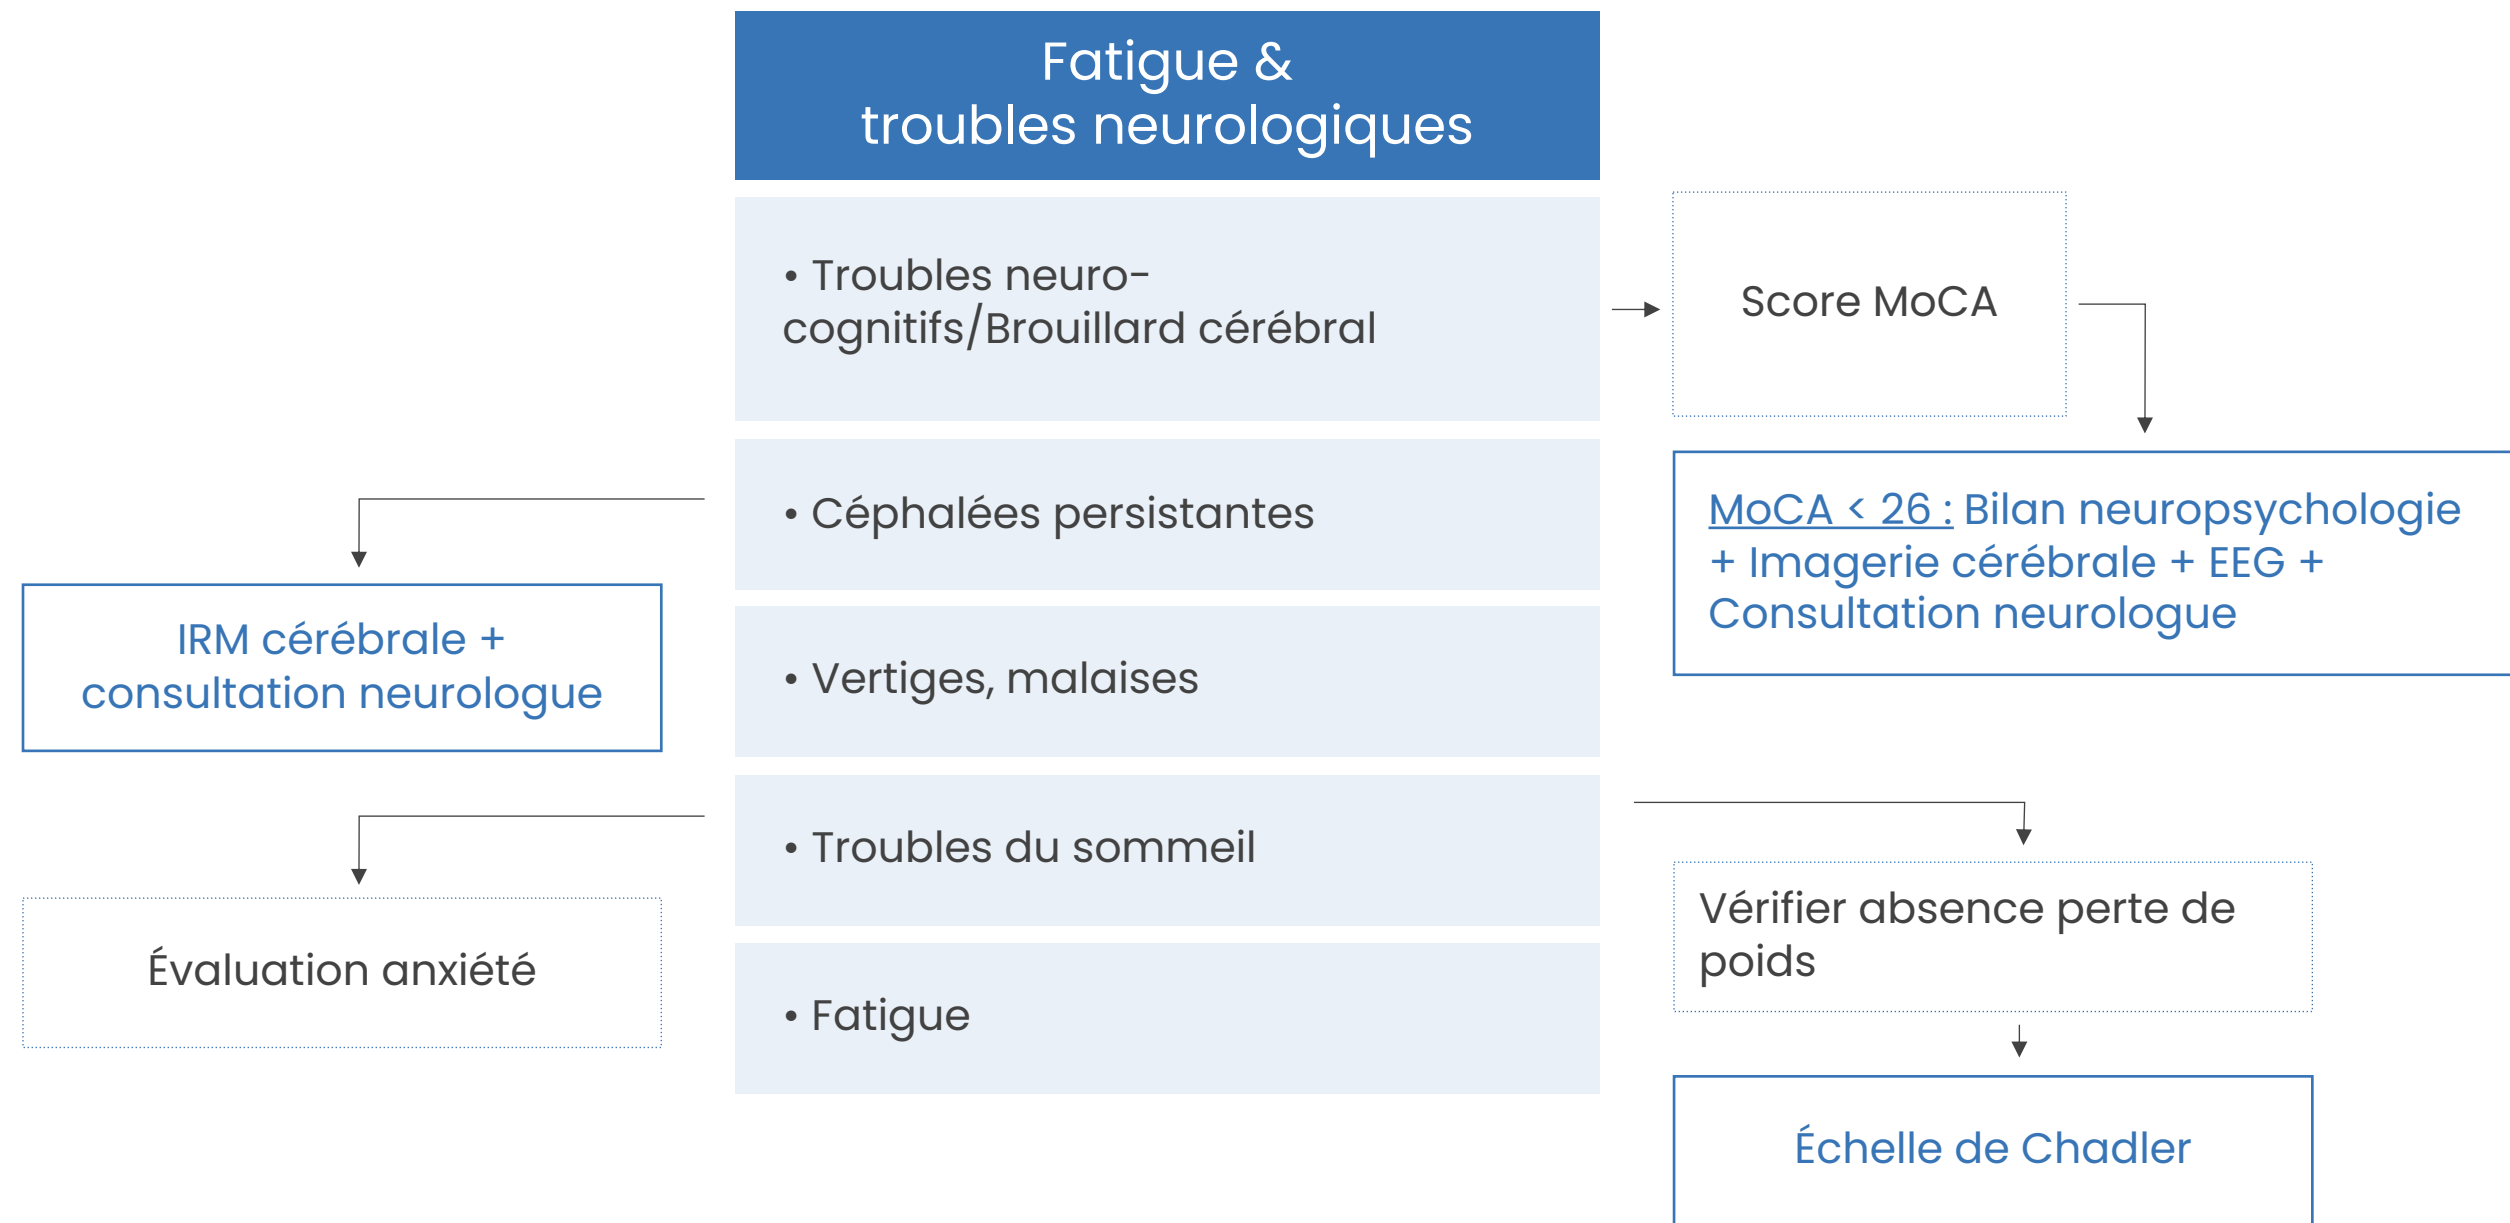 Fatigue &
troubles neurologiques
• Troubles neuro-
cognitifs/Brouillard cérébral
Score MoCA
• Céphalées persistantes
MoCA < 26 : Bilan neuropsychologie
+ Imagerie cérébrale + EEG +
Consultation neurologue
IRM cérébrale +
consultation neurologue
• Vertiges, malaises
• Troubles du sommeil
Évaluation anxiété
Vérifier absence perte de
poids
• Fatigue
Échelle de Chadler